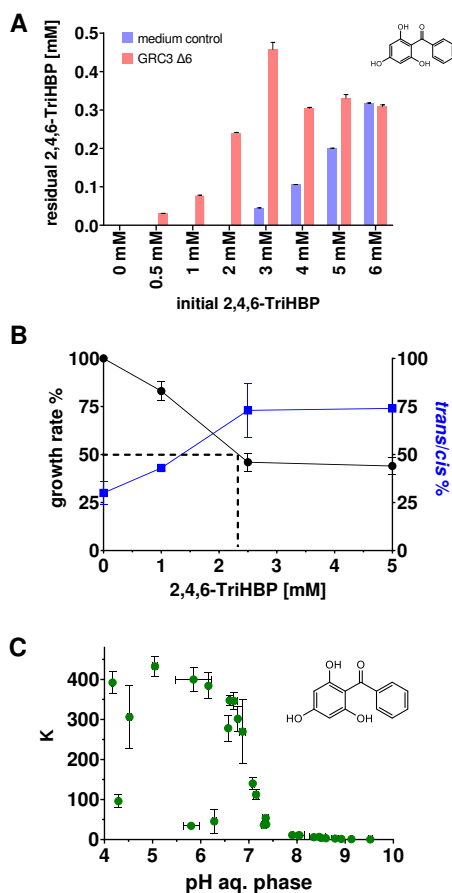 A
medium control
GRC3 Δ6
OH
O
HO
OH
residual 2,4,6-TriHBP [mM]
0.5
0.4
0.3
0.2
0.1
0.0
0 mM
0.5 mM
1 mM
2 mM
3 mM
4 mM
5 mM
6 mM
initial 2,4,6-TriHBP
B
growth rate %
100
75
50
25
0
100
75
50
25
0
trans/cis %
0 1 2 3 4 5
2,4,6-TriHBP [mM]
C
OH
O
HO
OH
K
400
300
200
100
0
4 5 6 7 8 9 10
pH aq. phase